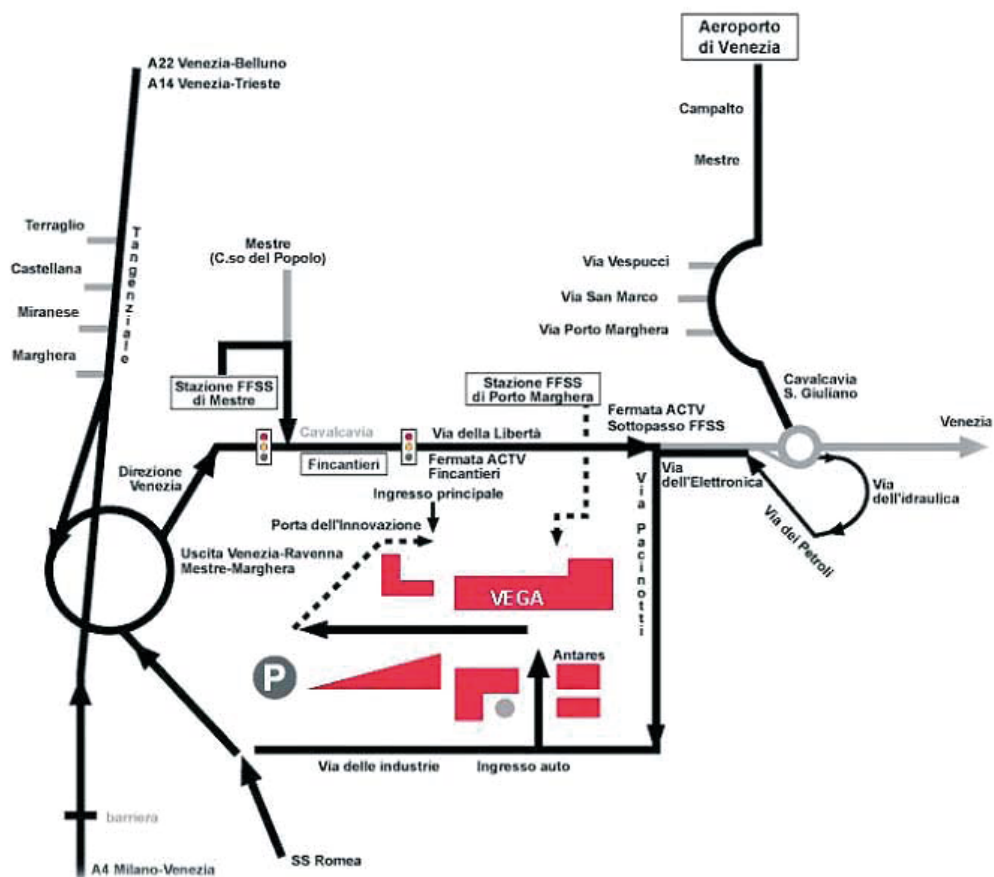 Aeroporto
di Venezia
A22 Venezia-Belluno
A14 Venezia-Trieste
Campalto
Mestre
Terraglio
Castellana
Miranese
Marghera
Tangenziale
Mestre
(C.so del Popolo)
Via Vespucci
Via San Marco
Via Porto Marghera
Stazione FFSS
di Mestre
Stazione FFSS
di Porto Marghera
Cavalcavia
S. Giuliano
Fermata ACTV
Sottopasso FFSS
Venezia
Cavalcavia
Fincantieri
Via della Libertà
Fermata ACTV
Fincantieri
Direzione
Venezia
Via
dell'Elettronica
Via
dell'idraulica
Via dei Petroli
Via Pacinotti
Ingresso principale
Porta dell'Innovazione
Uscita Venezia-Ravenna
Mestre-Marghera
VEGA
Antares
P
Via delle industrie
Ingresso auto
barriera
SS Romea
A4 Milano-Venezia